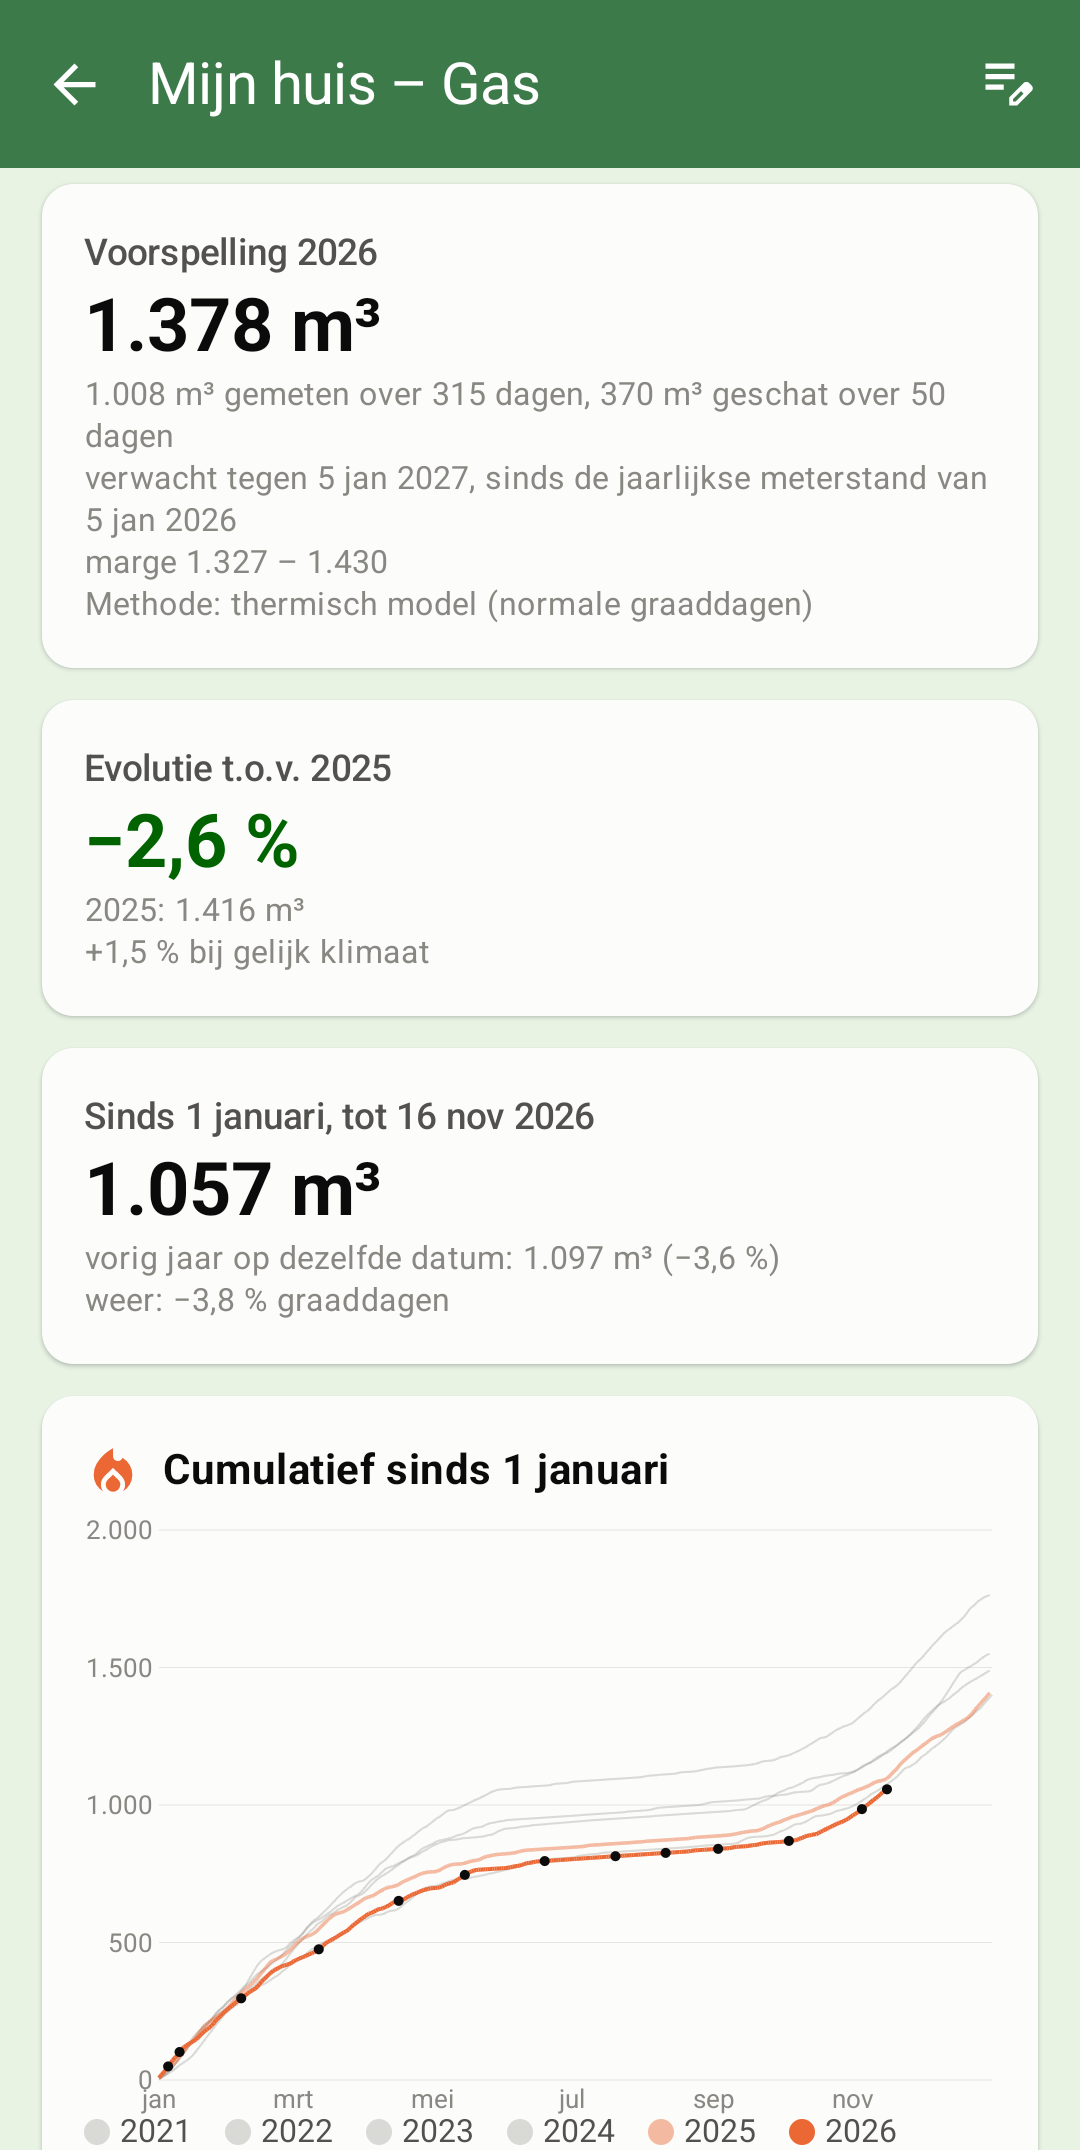 Mijn huis – Gas
Voorspelling 2026
1.378 m³
1.008 m³ gemeten over 315 dagen, 370 m³ geschat over 50
dagen
verwacht tegen 5 jan 2027, sinds de jaarlijkse meterstand van
5 jan 2026
marge 1.327 – 1.430
Methode: thermisch model (normale graaddagen)
Evolutie t.o.v. 2025
−2,6 %
2025: 1.416 m³
+1,5 % bij gelijk klimaat
Sinds 1 januari, tot 16 nov 2026
1.057 m³
vorig jaar op dezelfde datum: 1.097 m³ (−3,6 %)
weer: −3,8 % graaddagen
Cumulatief sinds 1 januari
2.000
1.500
1.000
500
0
jan mrt mei jul sep nov
2021 2022 2023 2024 2025 2026